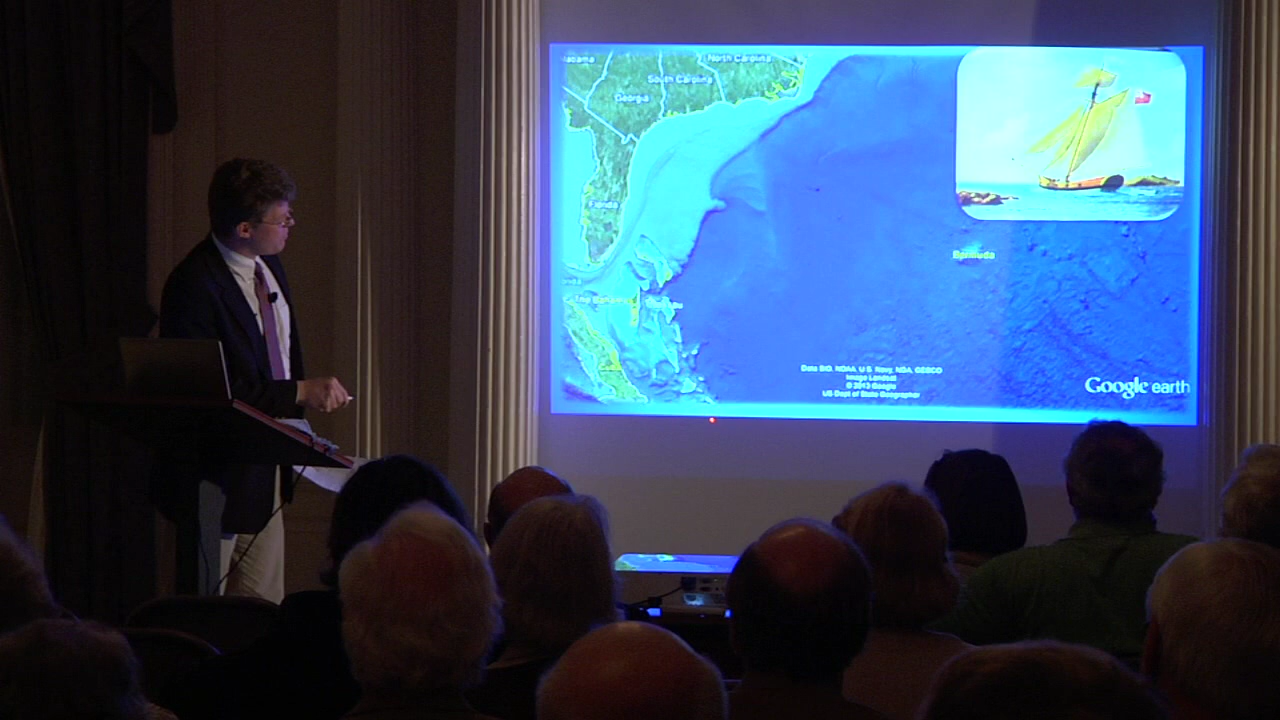 North Carolina
South Carolina
Georgia
Florida
Bermuda
Data SIO, NOAA, U.S. Navy, NGA, GEBCO
Image Landsat
© 2013 Google
US Dept of State Geographer
Google earth